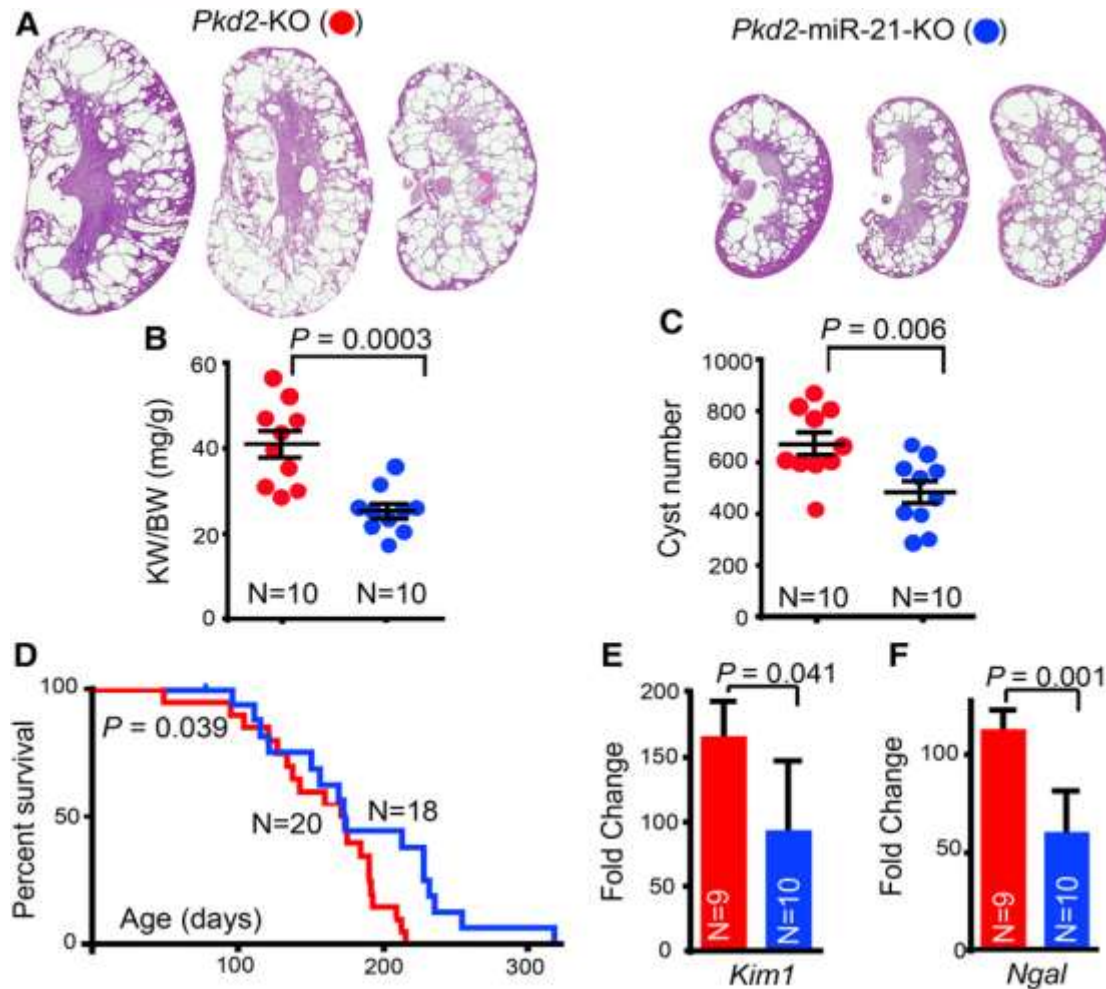 A
Pkd2-KO ( )
Pkd2-miR-21-KO ( )
B
P = 0.0003
KW/BW (mg/g)
60
40
20
0
N=10
N=10
C
P = 0.006
Cyst number
1000
800
600
400
200
0
N=10
N=10
D
Percent survival
100
50
0
P = 0.039
N=20
N=18
Age (days)
100
200
300
E
P = 0.041
Fold Change
200
150
100
50
0
N=9
N=10
Kim1
F
P = 0.001
Fold Change
100
50
0
N=9
N=10
Ngal